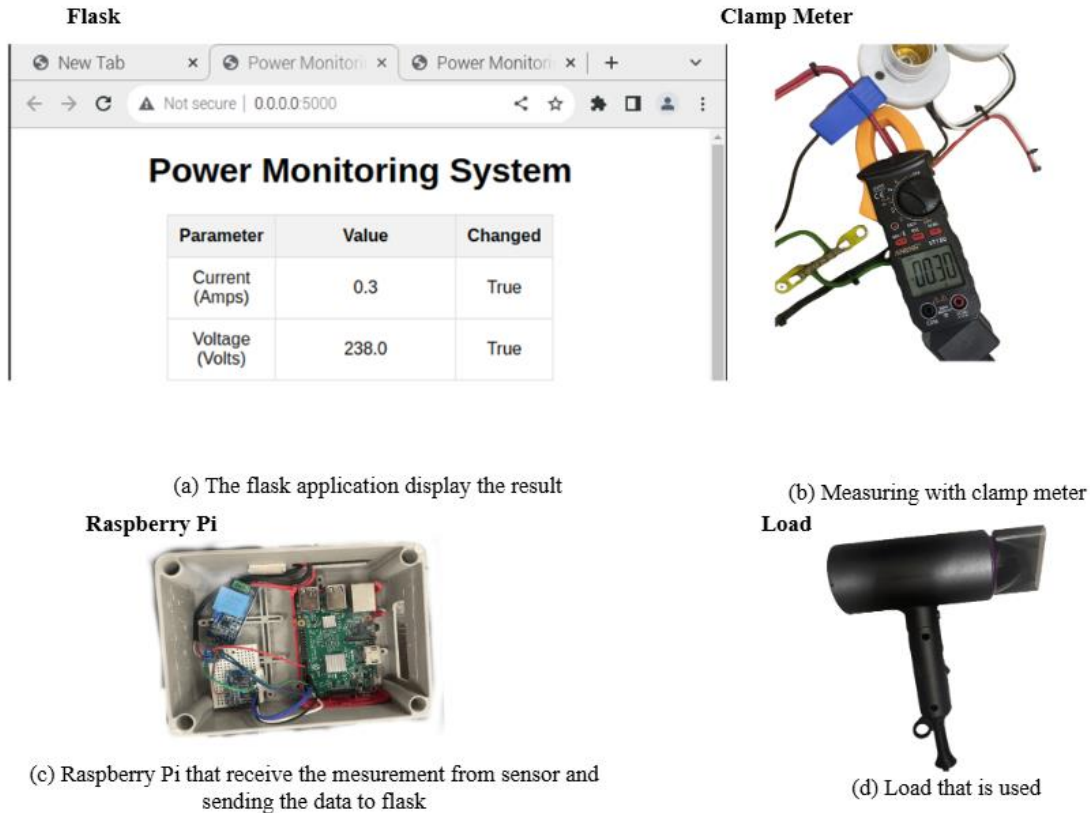 Flask
Clamp Meter
New Tab
Power Monitori
Power Monitori
Not secure
0.0.0.0:5000
Power Monitoring System
Parameter Value Changed
Current
(Amps)
0.3
True
Voltage
(Volts)
238.0
True
00.30
(a) The flask application display the result
(b) Measuring with clamp meter
Raspberry Pi
Load
(c) Raspberry Pi that receive the mesurement from sensor and
sending the data to flask
(d) Load that is used